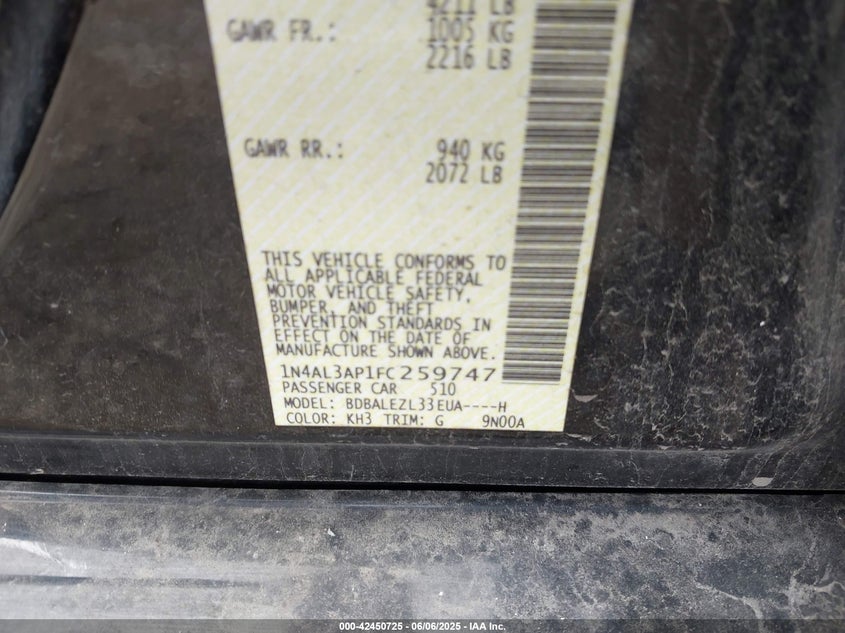 4211 LB
GAWR FR.: 1005 KG
2216 LB
GAWR RR.: 940 KG
2072 LB
THIS VEHICLE CONFORMS TO
ALL APPLICABLE FEDERAL
MOTOR VEHICLE SAFETY,
BUMPER, AND THEFT
PREVENTION STANDARDS IN
EFFECT ON THE DATE OF
MANUFACTURE SHOWN ABOVE.
1N4AL3AP1FC259747
PASSENGER CAR 510
MODEL: BDBALEZL33EUA----H
COLOR: KH3 TRIM: G 9N00A
000-42450725 - 06/06/2025 - IAA Inc.